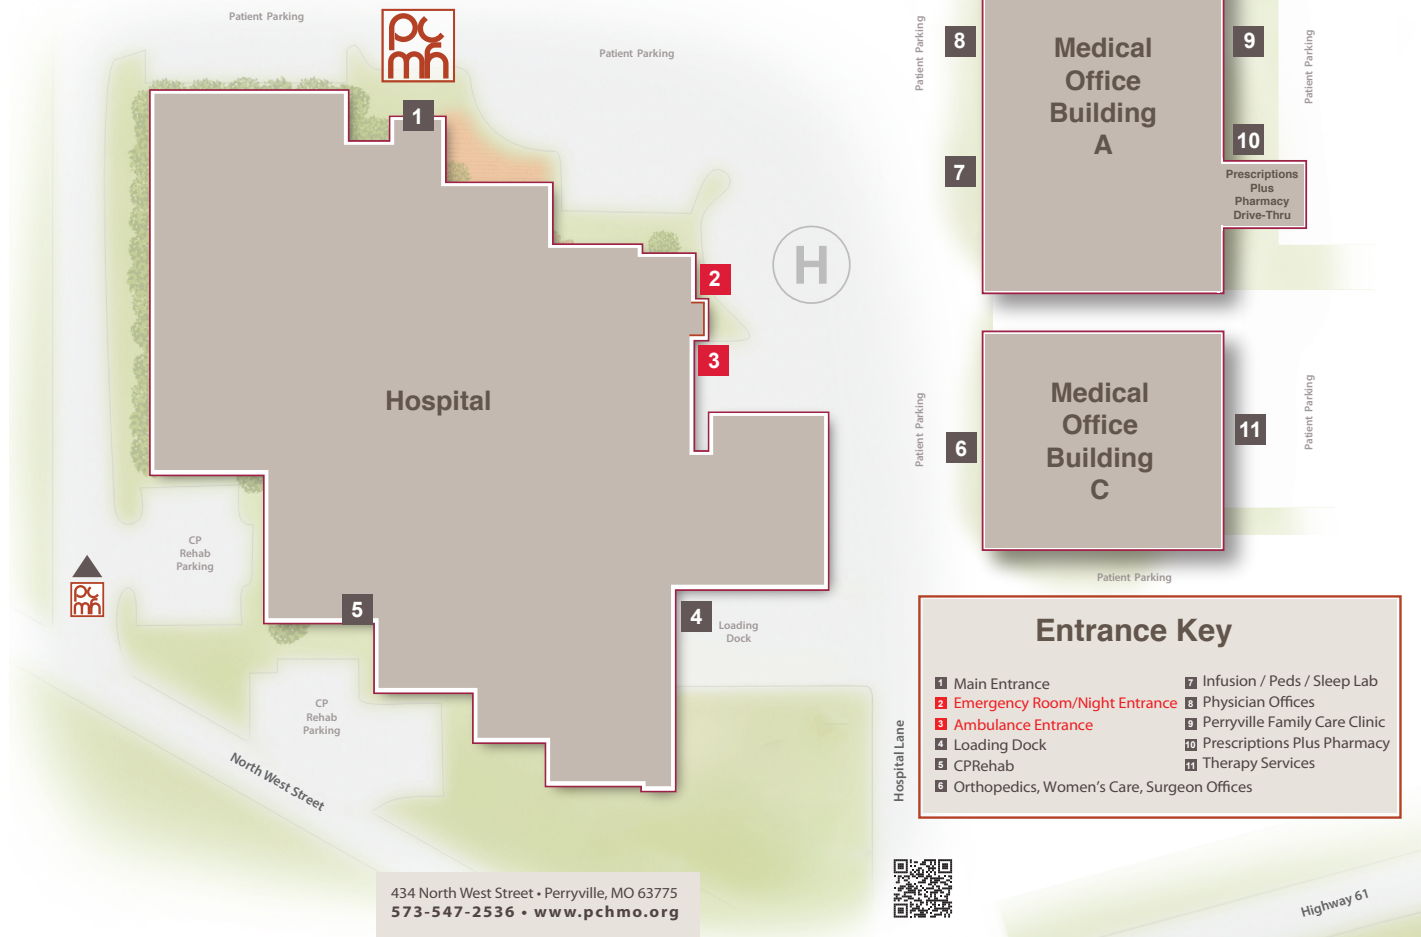 Patient Parking
pc
mh
Patient Parking
1
2
3
H
Hospital
CP
Rehab
Parking
pc
mh
5
4
Loading
Dock
CP
Rehab
Parking
North West Street
Patient Parking
8
Medical
Office
Building
A
9
Patient Parking
10
7
Prescriptions
Plus
Pharmacy
Drive-Thru
Patient Parking
6
Medical
Office
Building
C
11
Patient Parking
Patient Parking
Hospital Lane
Entrance Key
1 Main Entrance
2 Emergency Room/Night Entrance
3 Ambulance Entrance
4 Loading Dock
5 CPRehab
6 Orthopedics, Women's Care, Surgeon Offices
7 Infusion / Peds / Sleep Lab
8 Physician Offices
9 Perryville Family Care Clinic
10 Prescriptions Plus Pharmacy
11 Therapy Services
434 North West Street • Perryville, MO 63775
573-547-2536 • www.pchmo.org
Highway 61